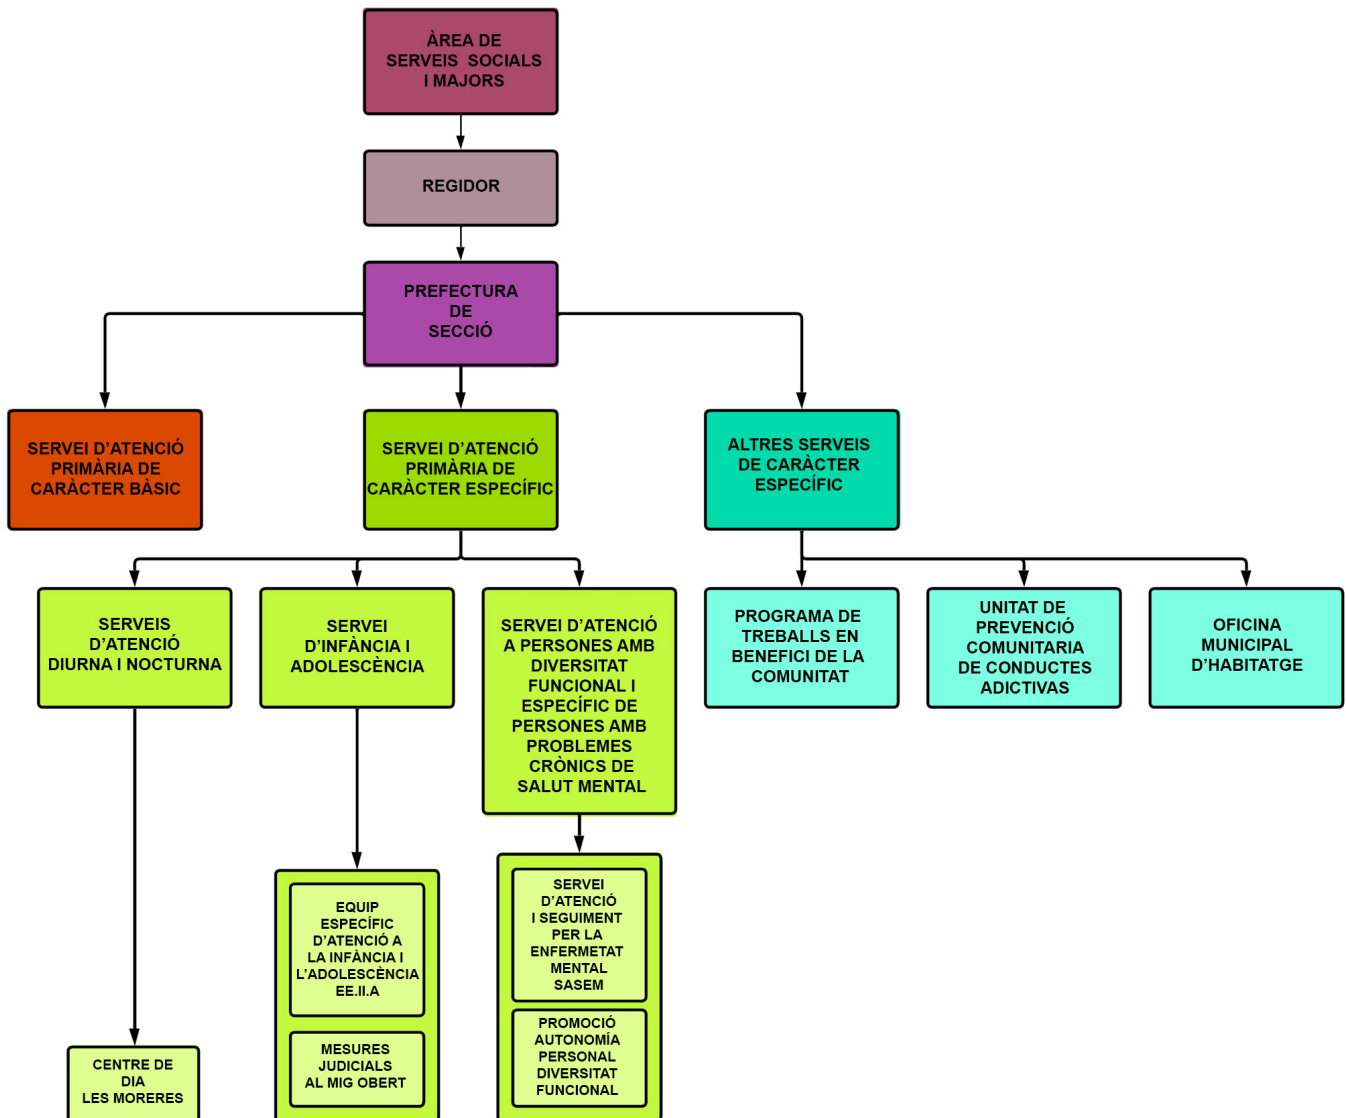 ÀREA DE
SERVEIS SOCIALS
I MAJORS
REGIDOR
PREFECTURA
DE
SECCIÓ
SERVEI D'ATENCIÓ
PRIMÀRIA DE
CARÀCTER BÀSIC
SERVEI D'ATENCIÓ
PRIMÀRIA DE
CARÀCTER ESPECÍFIC
ALTRES SERVEIS
DE CARÀCTER
ESPECÍFIC
SERVEIS
D'ATENCIÓ
DIURNA I NOCTURNA
SERVEI
D'INFÀNCIA I
ADOLESCÈNCIA
SERVEI D'ATENCIÓ
A PERSONES AMB
DIVERSITAT
FUNCIONAL I
ESPECÍFIC DE
PERSONES AMB
PROBLEMES
CRÒNICS DE
SALUT MENTAL
PROGRAMA DE
TREBALLS EN
BENEFICI DE LA
COMUNITAT
UNITAT DE
PREVENCIÓ
COMUNITARIA
DE CONDUCTES
ADICTIVAS
OFICINA
MUNICIPAL
D'HABITATGE
CENTRE DE
DIA
LES MORERES
EQUIP
ESPECÍFIC
D'ATENCIÓ A
LA INFÀNCIA I
L'ADOLESCÈNCIA
EE.II.A
MESURES
JUDICIALS
AL MIG OBERT
SERVEI
D'ATENCIÓ
I SEGUIMENT
PER LA
ENFERMETAT
MENTAL
SASEM
PROMOCIÓ
AUTONOMÍA
PERSONAL
DIVERSITAT
FUNCIONAL